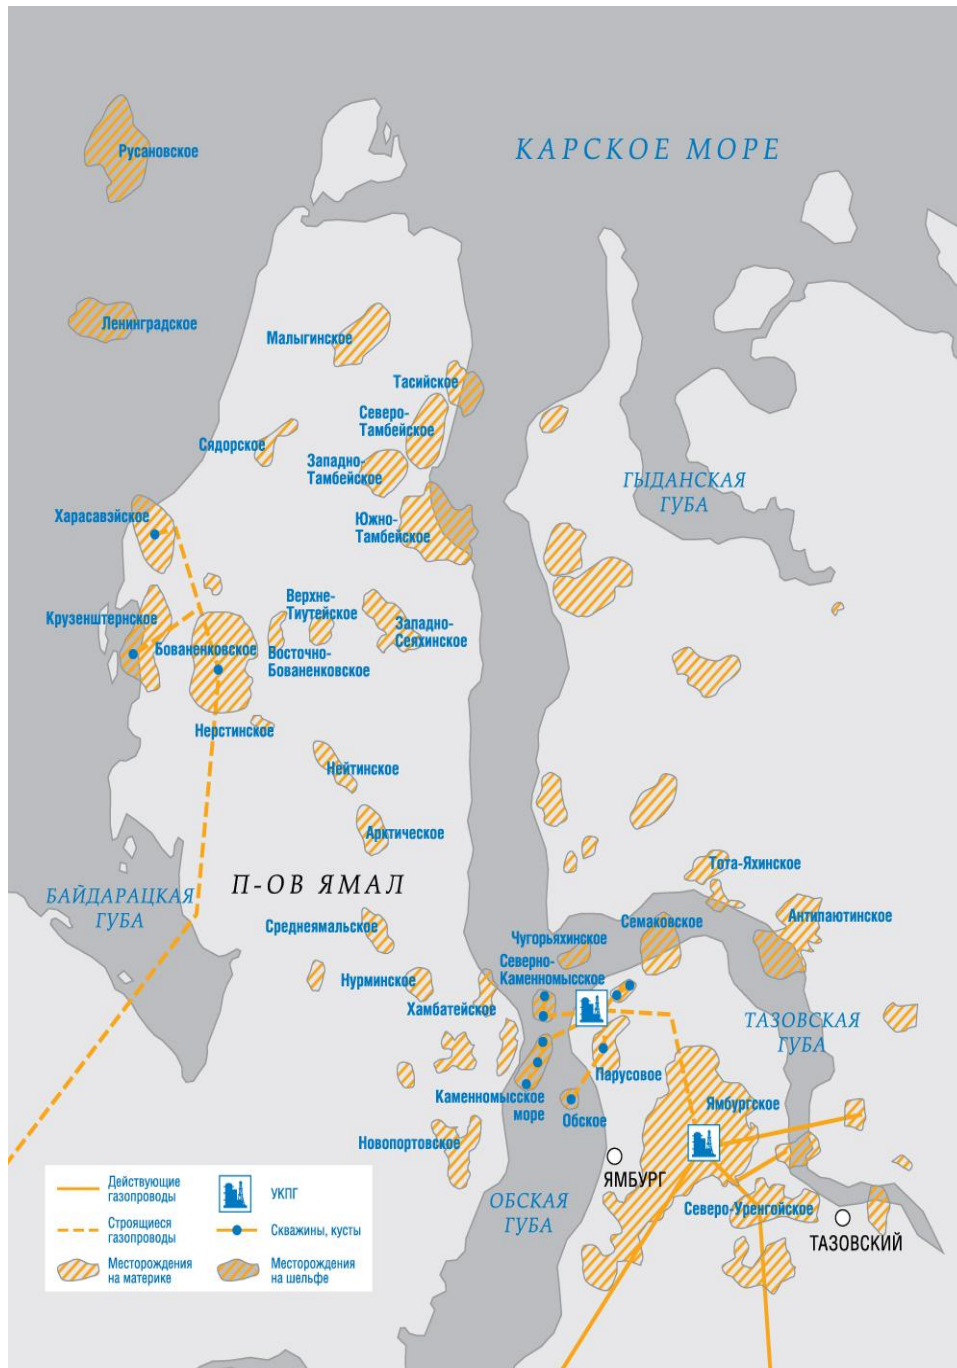 КАРСКОЕ МОРЕ
Русановское
Ленинградское
Малыгинское
Тасийское
Северо-
Тамбейское
Сядорское
Западно-
Тамбейское
ГЫДАНСКАЯ
ГУБА
Харасавэйское
Южно-
Тамбейское
Крузенштернское
Верхне-
Тиутейское
Западно-
Сеяхинское
Бованенковское
Восточно-
Бованенковское
Нерстинское
Нейтинское
Арктическое
Тота-Яхинское
П-ОВ ЯМАЛ
БАЙДАРАЦКАЯ
ГУБА
Среднеямальское
Чугорьяхинское
Семаковское
Антипаютинское
Северно-
Каменномысское
Нурминское
Хамбатейское
ТАЗОВСКАЯ
ГУБА
Парусовое
Каменномысское
море
Обское
Ямбургское
Новопортовское
ЯМБУРГ
ОБСКАЯ
ГУБА
Северо-Уренгойское
ТАЗОВСКИЙ
Действующие
газопроводы
УКПГ
Строящиеся
газопроводы
Скважины, кусты
Месторождения
на материке
Месторождения
на шельфе